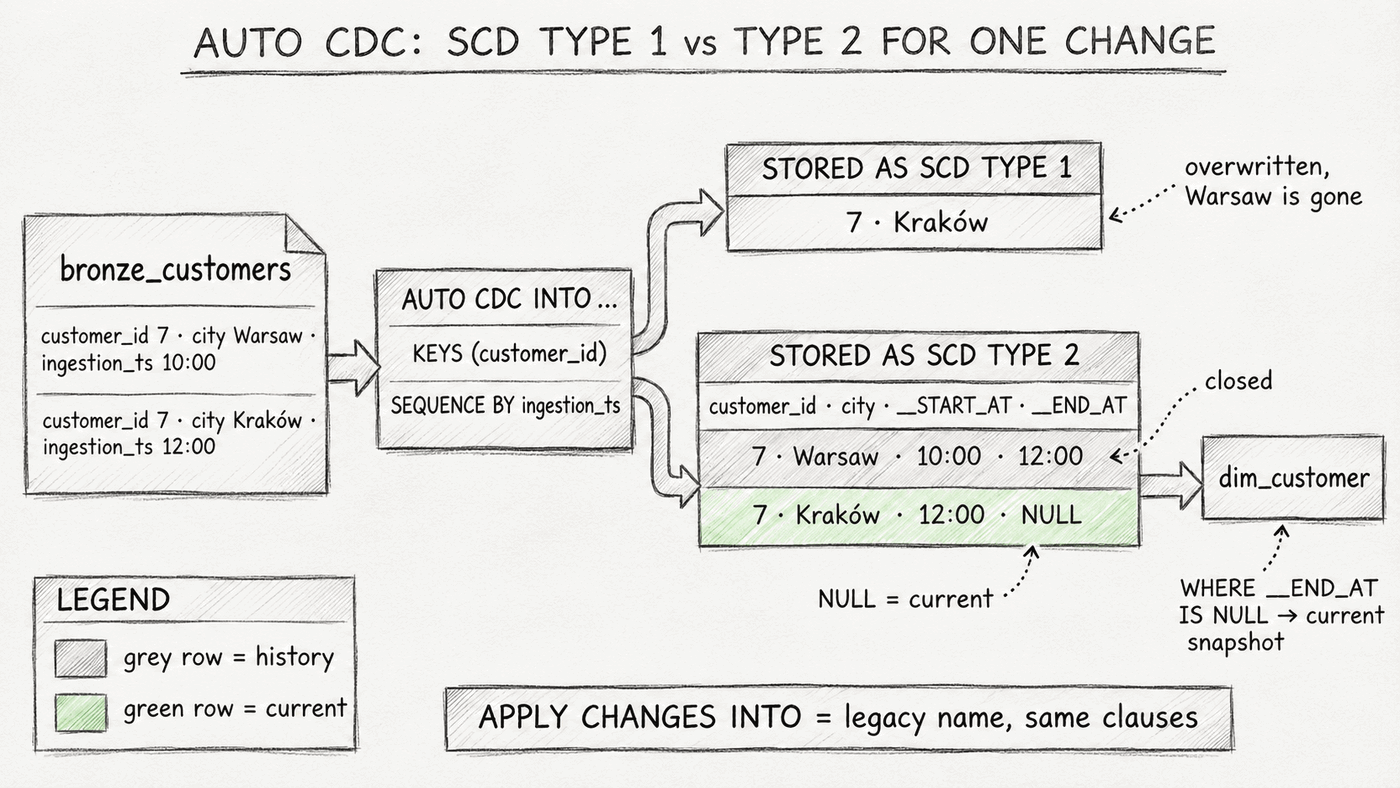 AUTO CDC: SCD TYPE 1 vs TYPE 2 FOR ONE CHANGE
bronze_customers
customer_id 7 · city Warsaw ·
ingestion_ts 10:00
customer_id 7 · city Kraków ·
ingestion_ts 12:00
AUTO CDC INTO ...
KEYS (customer_id)
SEQUENCE BY ingestion_ts
STORED AS SCD TYPE 1
7 · Kraków
overwritten,
Warsaw is gone
STORED AS SCD TYPE 2
customer_id · city · __START_AT · __END_AT
7 · Warsaw · 10:00 · 12:00
7 · Kraków · 12:00 · NULL
closed
NULL = current
dim_customer
WHERE __END_AT
IS NULL → current
snapshot
LEGEND
grey row = history
green row = current
APPLY CHANGES INTO = legacy name, same clauses